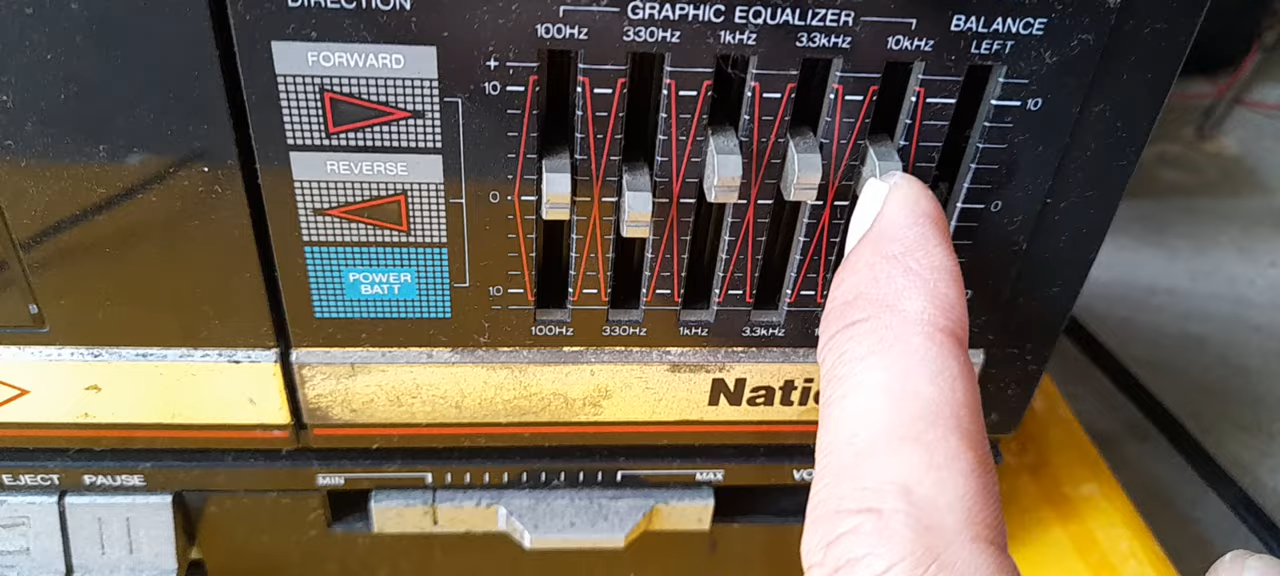 DIRECTION
GRAPHIC EQUALIZER
100Hz 330Hz 1kHz 3.3kHz 10kHz
BALANCE
LEFT
FORWARD
REVERSE
POWER
BATT
+
10
0
10
-
10
0
100Hz 330Hz 1kHz 3.3kHz
EJECT PAUSE
MIN MAX